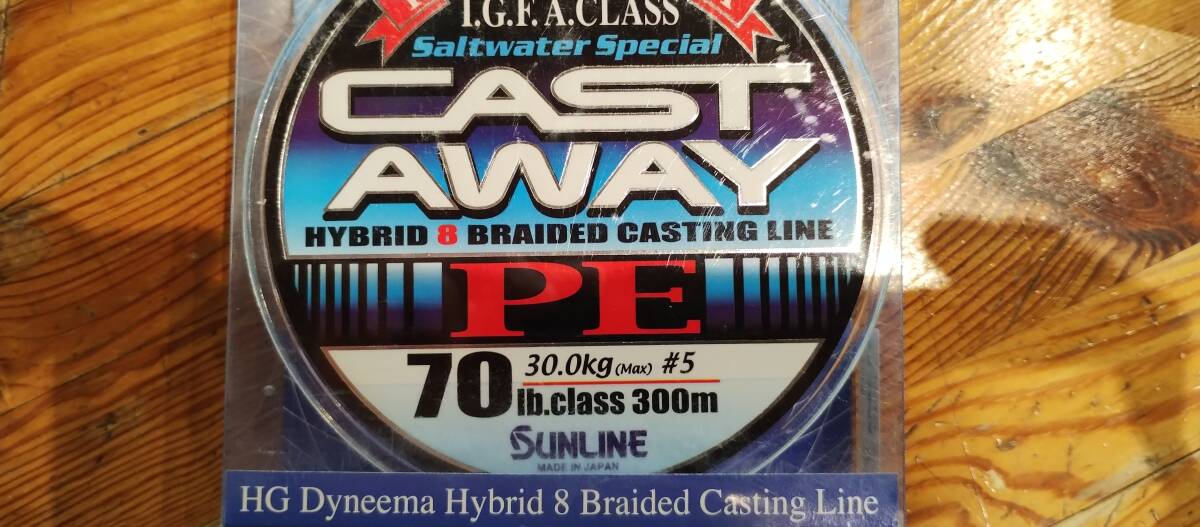 I.G.F.A.CLASS
Saltwater Special
CAST
AWAY
HYBRID 8 BRAIDED CASTING LINE
PE
70 30.0kg (Max) #5
lb.class 300m
SUNLINE
MADE IN JAPAN
HG Dyneema Hybrid 8 Braided Casting Line